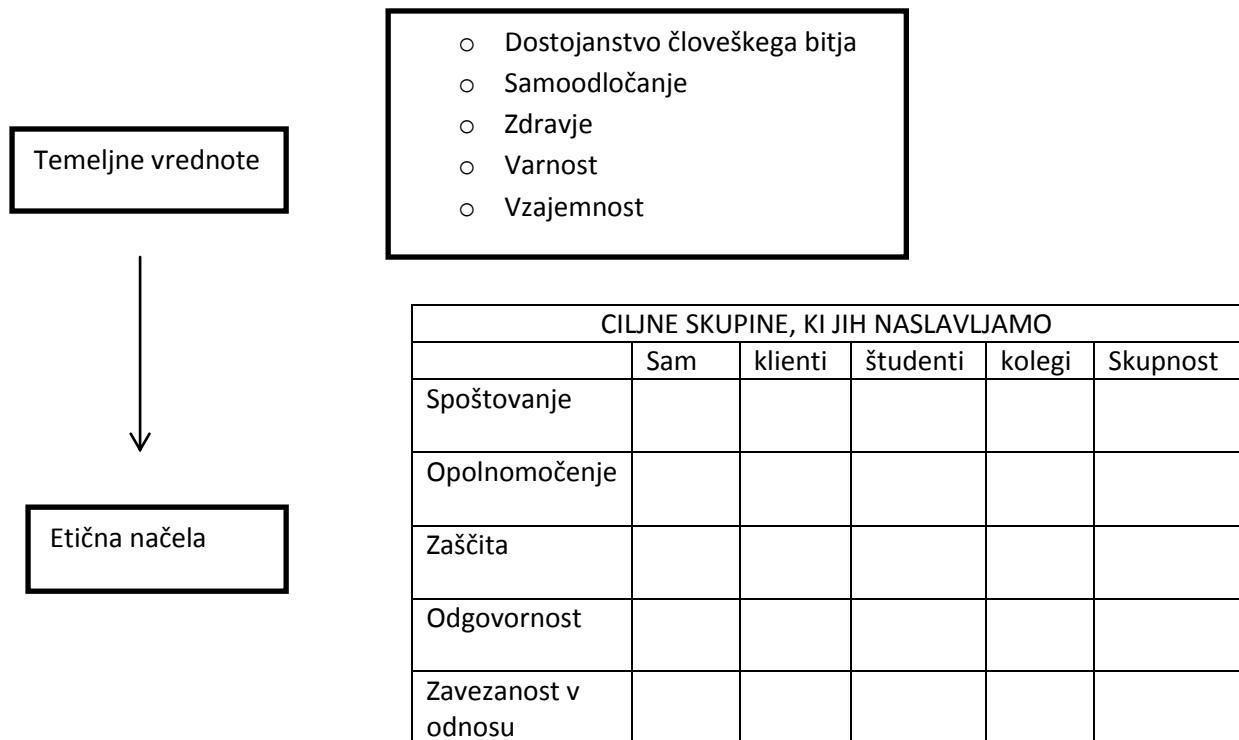 Temeljne vrednote
o Dostojanstvo človeškega bitja
o Samoodločanje
o Zdravje
o Varnost
o Vzajemnost
Etična načela
CILJNE SKUPINE, KI JIH NASLAVLJAMO
Sam klienti študenti kolegi Skupnost
Spoštovanje
Opolnomočenje
Zaščita
Odgovornost
Zavezanost v
odnosu